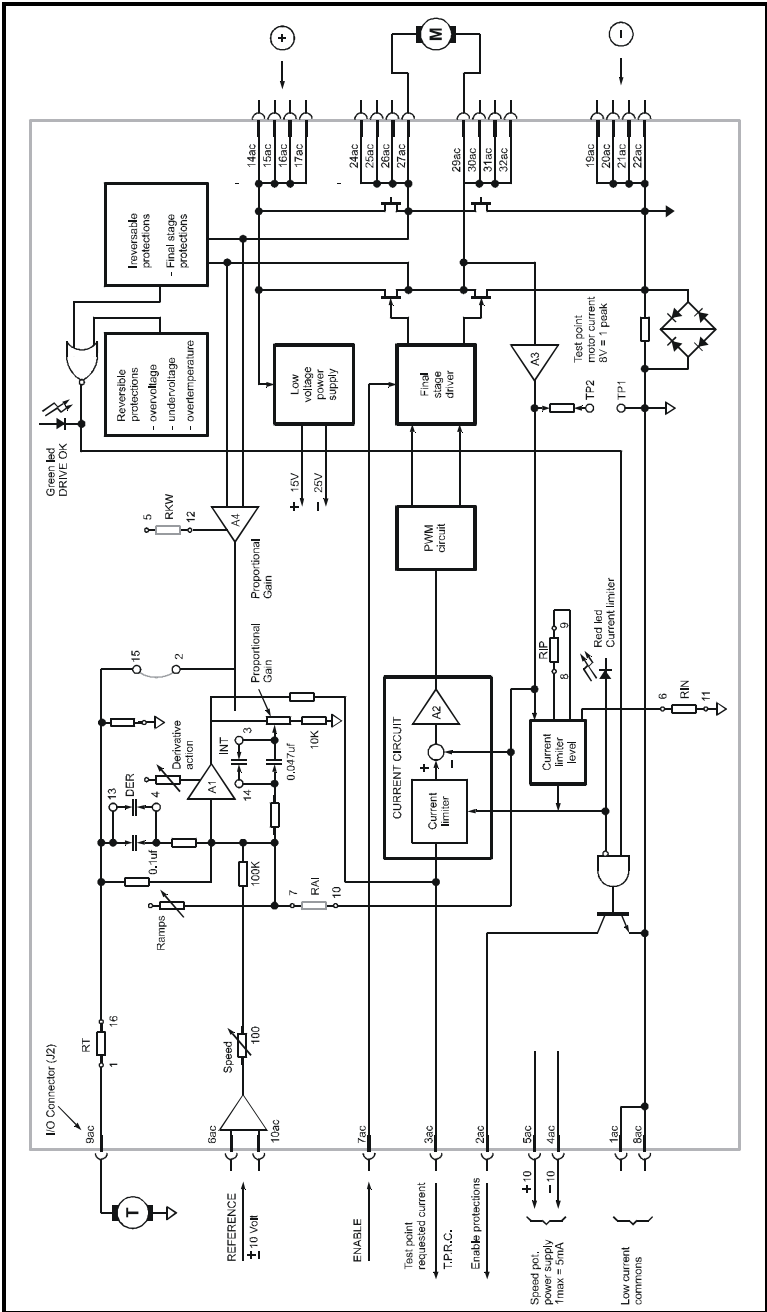 I/O Connector (J2)
9ac
T
RT
1
16
REFERENCE
±10 Volt
6ac
10ac
Speed
100
ENABLE
7ac
Test point
requested current
T.P.R.C.
3ac
Enable protections
2ac
Speed pot.
power supply
1max = 5mA
+10
-10
5ac
4ac
Low current
commons
1ac
8ac
Ramps
0.1uf
13
DER
4
Derivative
action
A1
100K
7
RAI
10
14
INT
3
0.047uf
10K
Proportional
Gain
15
2
Proportional
Gain
5
RKW
12
A4
CURRENT CIRCUIT
Current
limiter
+
-
A2
Current
limiter
level
RIP
8
9
Red led
Current limiter
6
RIN
11
PWM
circuit
Final
stage
driver
Low
voltage
power
supply
+ 15V
- 25V
Green led
DRIVE OK
Reversible
protections
- overvoltage
- undervoltage
- overtemperature
Ireversable
protections
- Final stage
protections
A3
Test point
motor current
8V = 1 peak
TP2
TP1
14ac
15ac
16ac
17ac
24ac
25ac
26ac
27ac
29ac
30ac
31ac
32ac
19ac
20ac
21ac
22ac
+
M
-